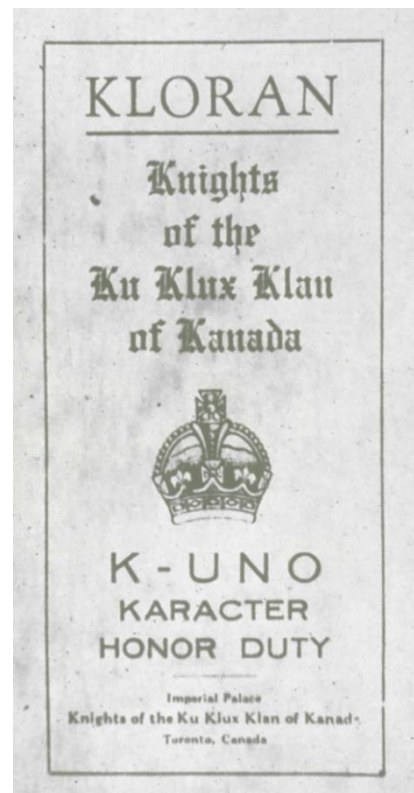 KLORAN
Knights
of the
Ku Klux Klan
of Kanada
K-UNO
KARACTER
HONOR DUTY
Imperial Palace
Knights of the Ku Klux Klan of Kanada
Toronto, Canada